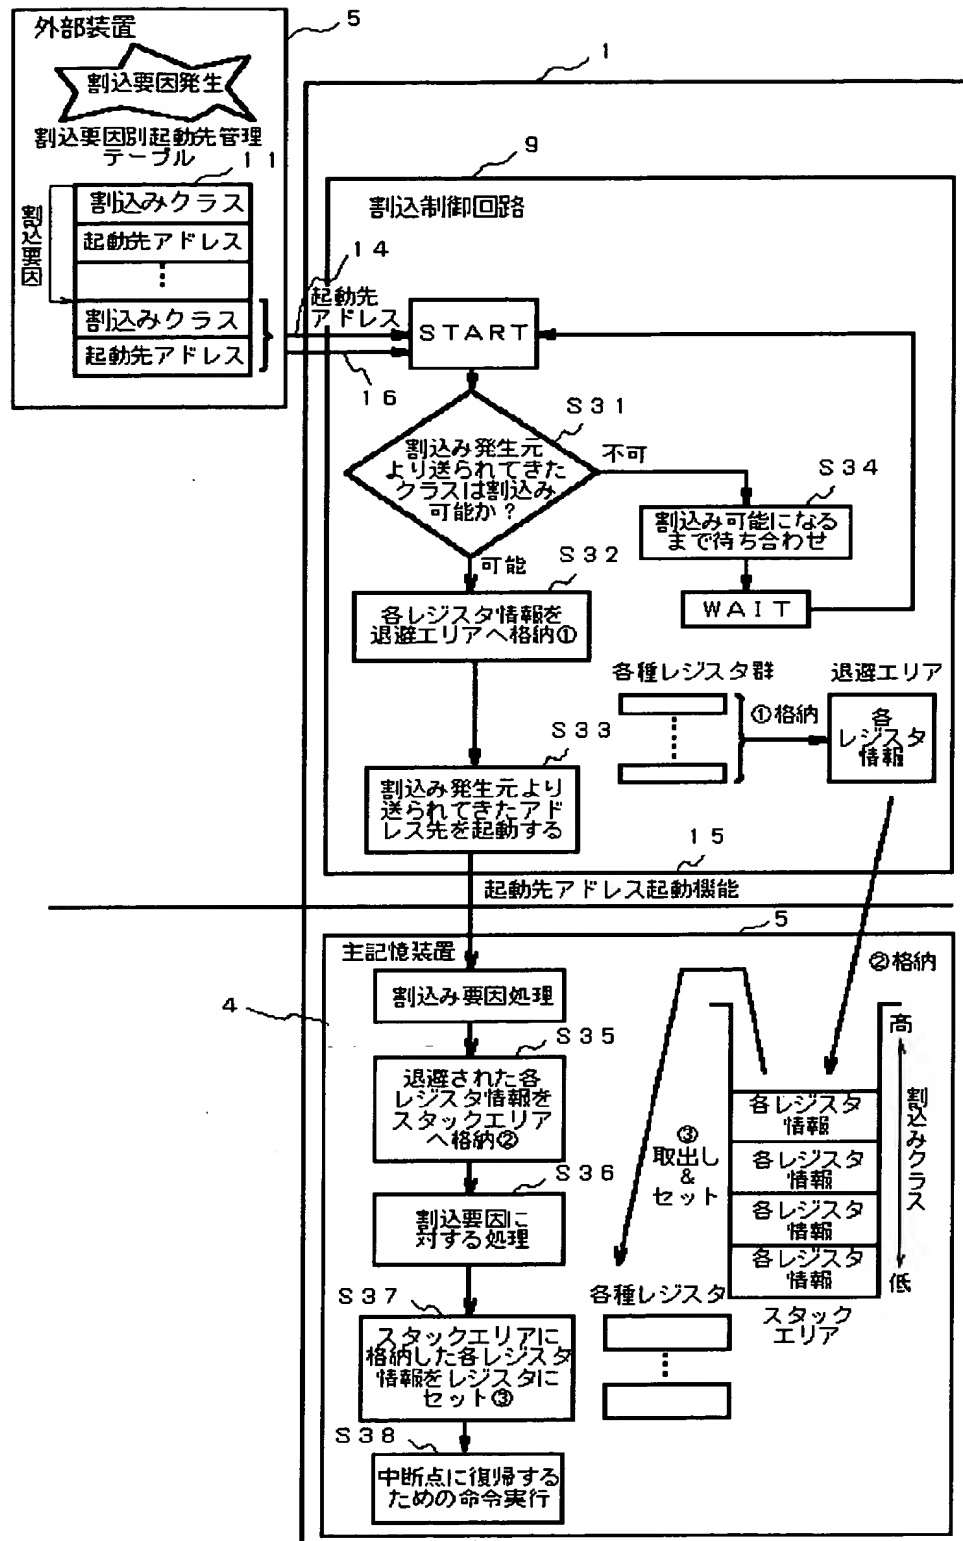 外部装置
5
割込要因発生
割込要因別起動先管理
テーブル
11
割込みクラス
起動先アドレス
割込みクラス
起動先アドレス
割込要因
1
9
割込制御回路
14
起動先
アドレス
16
START
S31
割込み発生元
より送られてきた
クラスは割込み
可能か？
不可
可能
S34
割込み可能になる
まで待ち合わせ
WAIT
S32
各レジスタ情報を
退避エリアへ格納①
各種レジスタ群
①格納
退避エリア
各
レジスタ
情報
S33
割込み発生元より
送られてきたアド
レス先を起動する
15
起動先アドレス起動機能
5
主記憶装置
4
割込み要因処理
S35
退避された各
レジスタ情報を
スタックエリア
へ格納②
S36
割込要因に
対する処理
S37
スタックエリアに
格納した各レジスタ
情報をレジスタに
セット③
S38
中断点に復帰する
ための命令実行
②格納
③
取出し
&
セット
各レジスタ
情報
各レジスタ
情報
各レジスタ
情報
各レジスタ
情報
高
割込みクラス
低
スタック
エリア
各種レジスタ